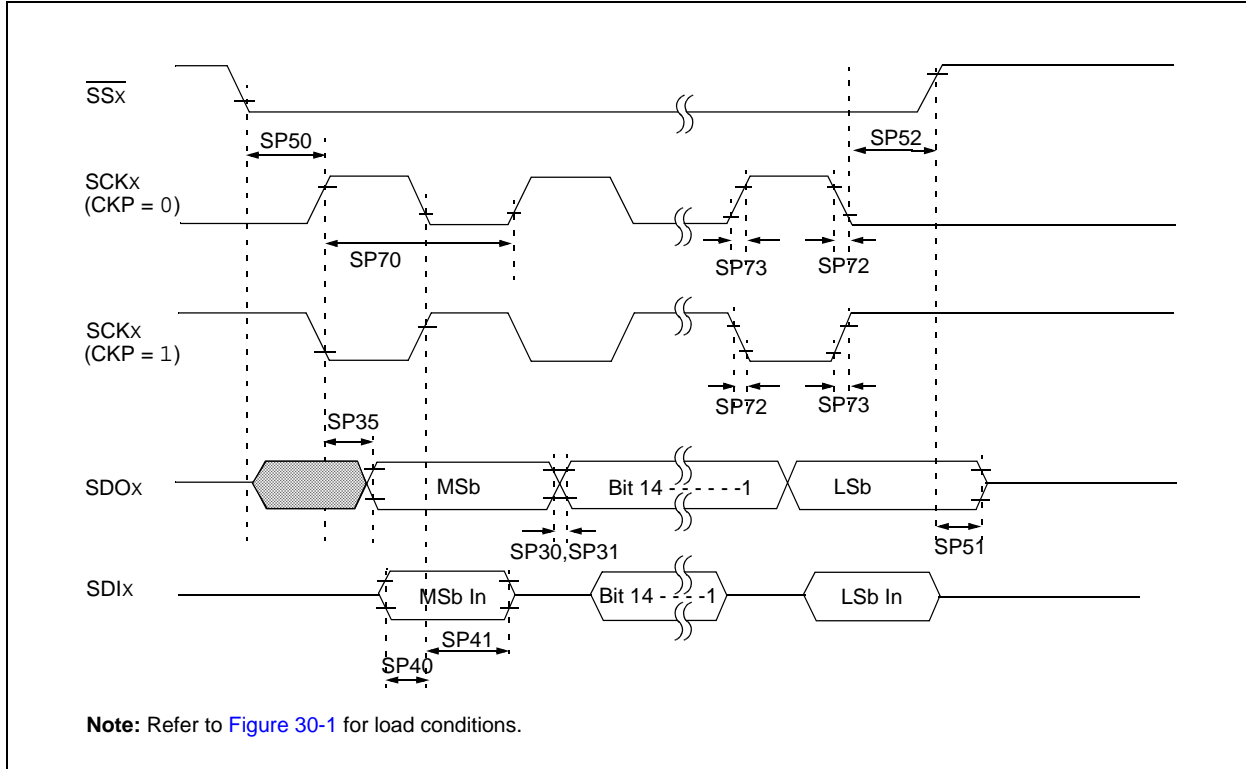 SSX
SP50
SP52
SCKX
(CKP = 0)
SP70
SP73
SP72
SCKX
(CKP = 1)
SP72
SP73
SP35
SDOX
MSb
Bit 14 - - - - - -1
LSb
SP30,SP31
SP51
SDIX
MSb In
Bit 14 - - - -1
LSb In
SP41
SP40
Note: Refer to Figure 30-1 for load conditions.